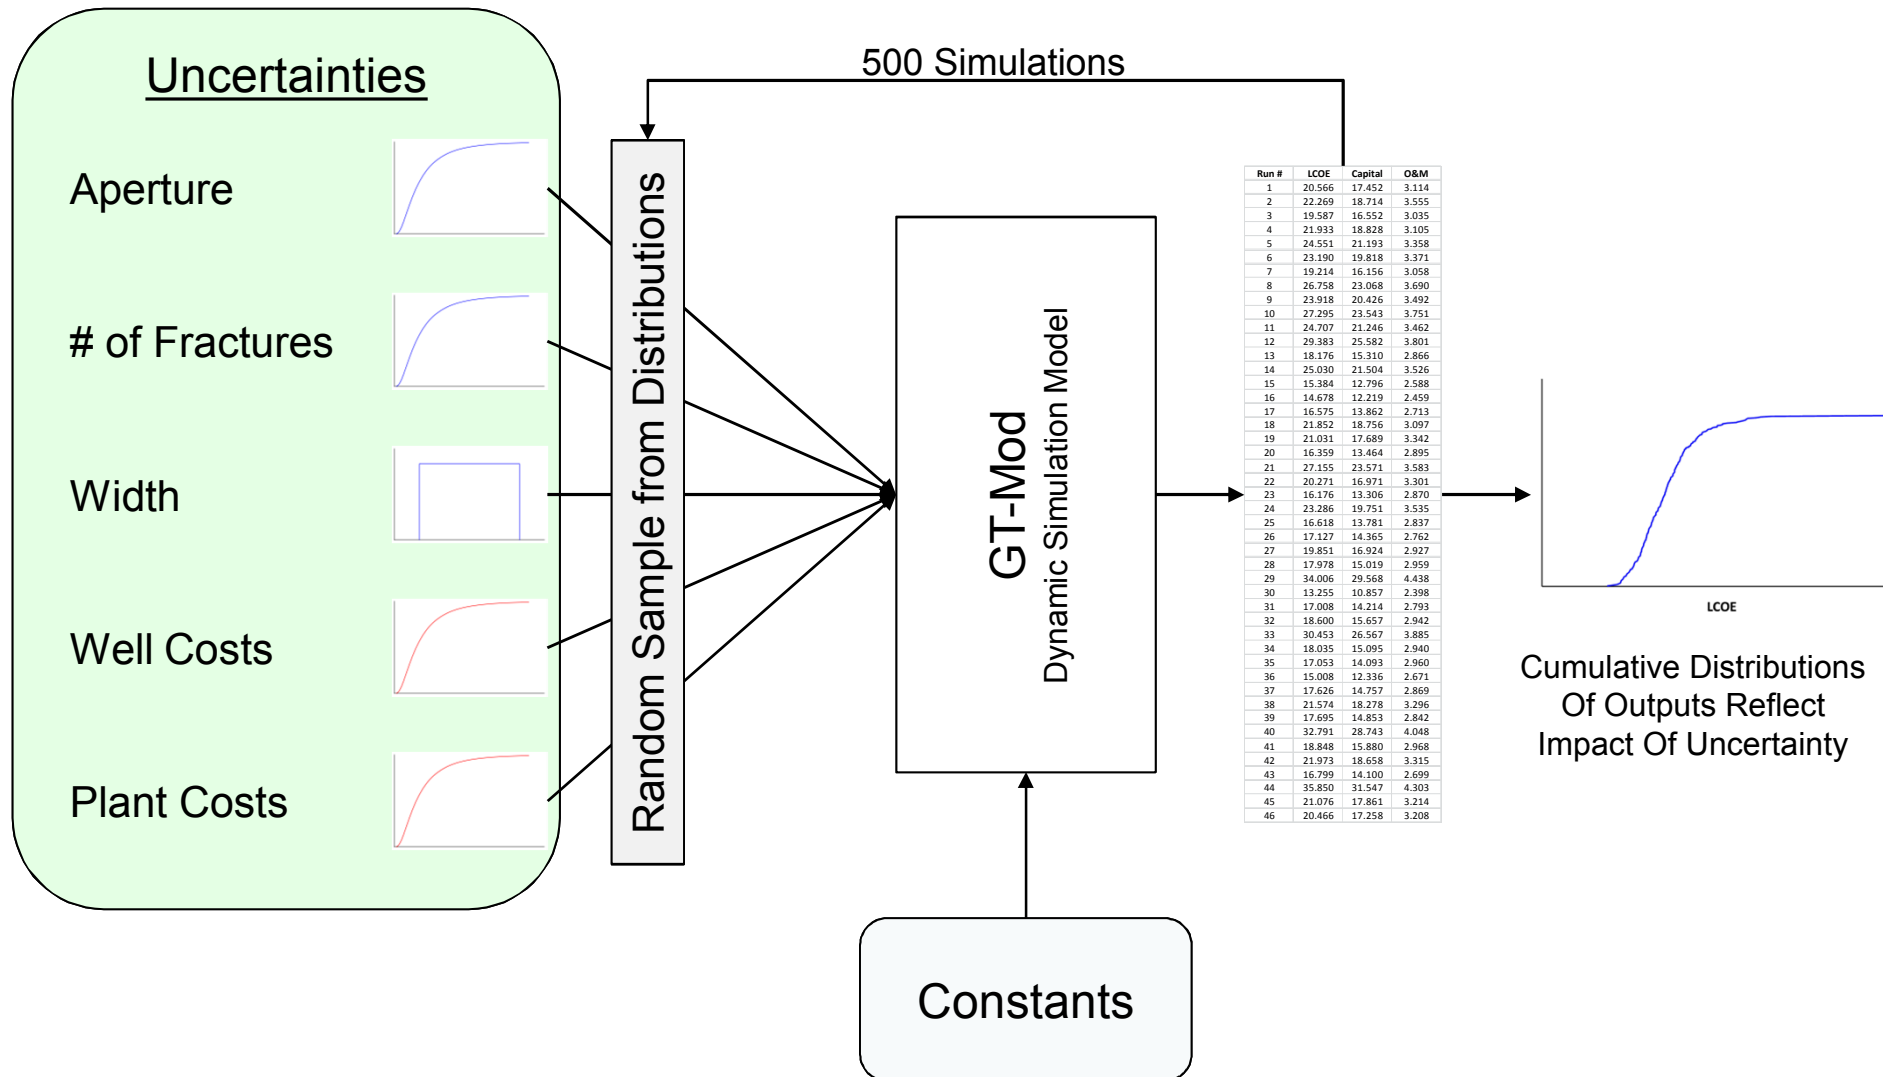 Uncertainties
Aperture
# of Fractures
Width
Well Costs
Plant Costs
500 Simulations
Random Sample from Distributions
GT-Mod
Dynamic Simulation Model
Constants
Run # LCOE Capital O&M
1 20.566 17.452 3.114
2 22.269 18.714 3.555
3 19.587 16.552 3.035
4 21.933 18.828 3.105
5 24.551 21.193 3.358
6 23.190 19.818 3.371
7 19.214 16.156 3.058
8 26.758 23.068 3.690
9 23.918 20.426 3.492
10 27.295 23.543 3.751
11 24.707 21.246 3.462
12 29.383 25.582 3.801
13 18.176 15.310 2.866
14 25.030 21.504 3.526
15 15.384 12.796 2.588
16 14.678 12.219 2.459
17 16.575 13.862 2.713
18 21.852 18.756 3.097
19 21.031 17.689 3.342
20 16.359 13.464 2.895
21 27.155 23.571 3.583
22 20.271 16.971 3.301
23 16.176 13.306 2.870
24 23.286 19.751 3.535
25 16.618 13.781 2.837
26 17.127 14.365 2.762
27 19.851 16.924 2.927
28 17.978 15.019 2.959
29 34.006 29.568 4.438
30 13.255 10.857 2.398
31 17.008 14.214 2.793
32 18.600 15.657 2.942
33 30.453 26.567 3.885
34 18.035 15.095 2.940
35 17.053 14.093 2.960
36 15.008 12.336 2.671
37 17.626 14.757 2.869
38 21.574 18.278 3.296
39 17.695 14.853 2.842
40 32.791 28.743 4.048
41 18.848 15.880 2.968
42 21.973 18.658 3.315
43 16.799 14.100 2.699
44 35.850 31.547 4.303
45 21.076 17.861 3.214
46 20.466 17.258 3.208
LCOE
Cumulative Distributions
Of Outputs Reflect
Impact Of Uncertainty